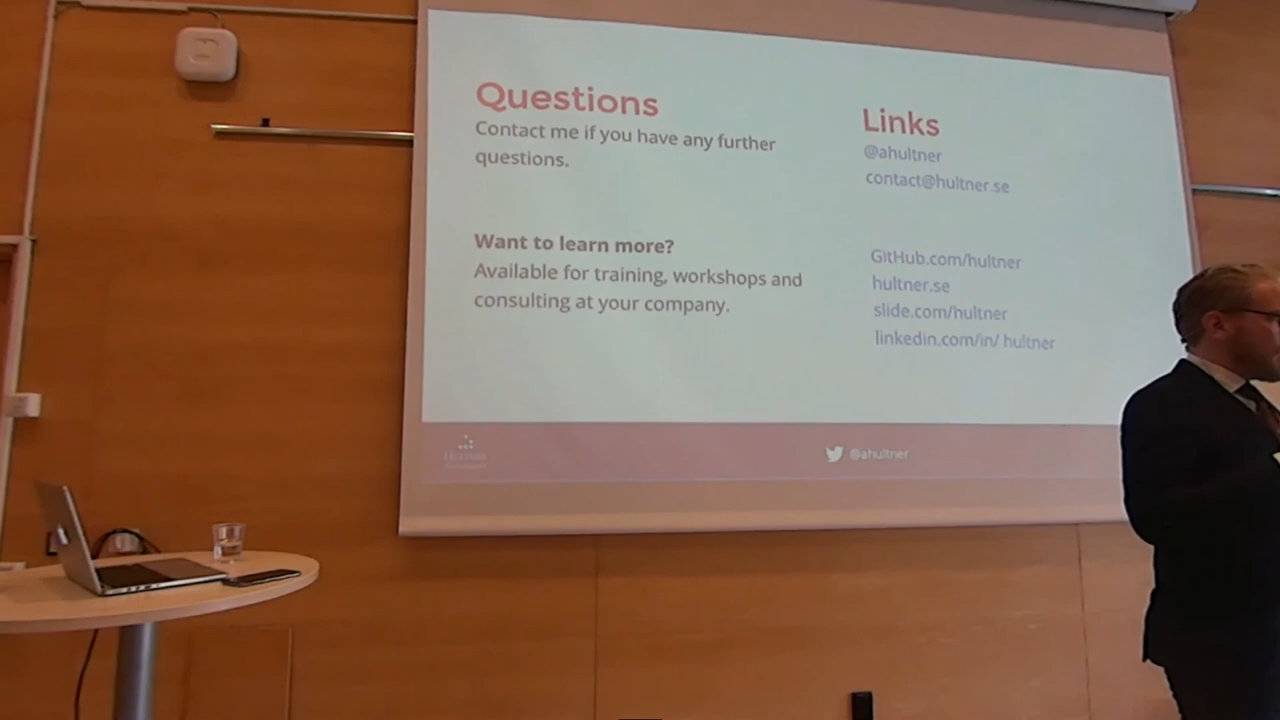 Questions
Contact me if you have any further
questions.
Want to learn more?
Available for training, workshops and
consulting at your company.
Links
@ahultner
contact@hultner.se
GitHub.com/hultner
hultner.se
slide.com/hultner
linkedin.com/in/ hultner
@ahultner